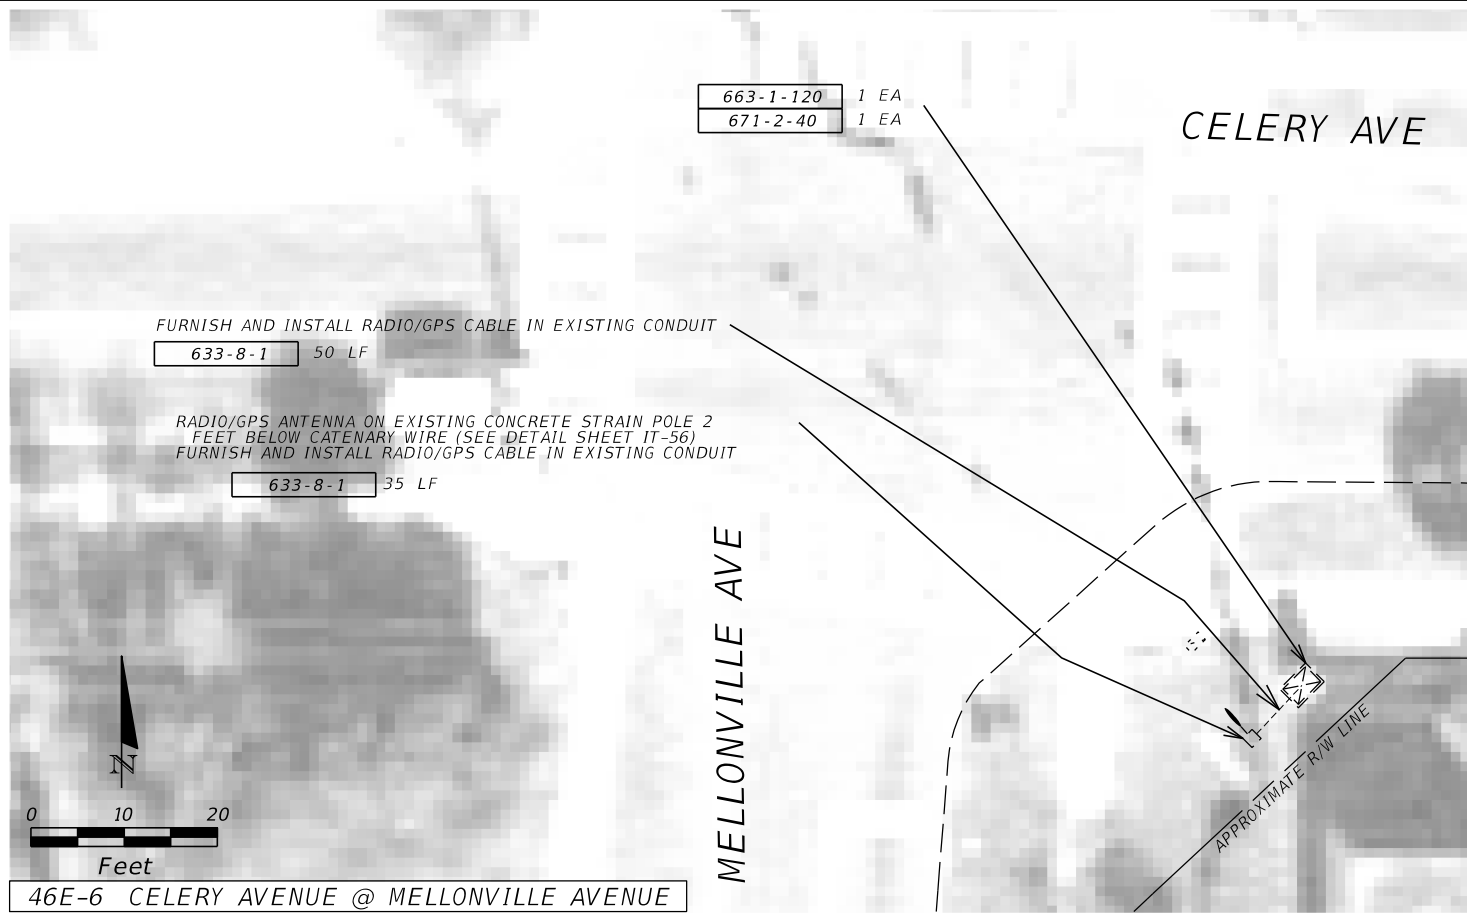 663-1-120 1 EA
671-2-40 1 EA
CELERY AVE
FURNISH AND INSTALL RADIO/GPS CABLE IN EXISTING CONDUIT
633-8-1 50 LF
RADIO/GPS ANTENNA ON EXISTING CONCRETE STRAIN POLE 2
FEET BELOW CATENARY WIRE (SEE DETAIL SHEET IT-56)
FURNISH AND INSTALL RADIO/GPS CABLE IN EXISTING CONDUIT
633-8-1 35 LF
MELLONVILLE AVE
APPROXIMATE R/W LINE
N
0 10 20
Feet
46E-6 CELERY AVENUE @ MELLONVILLE AVENUE